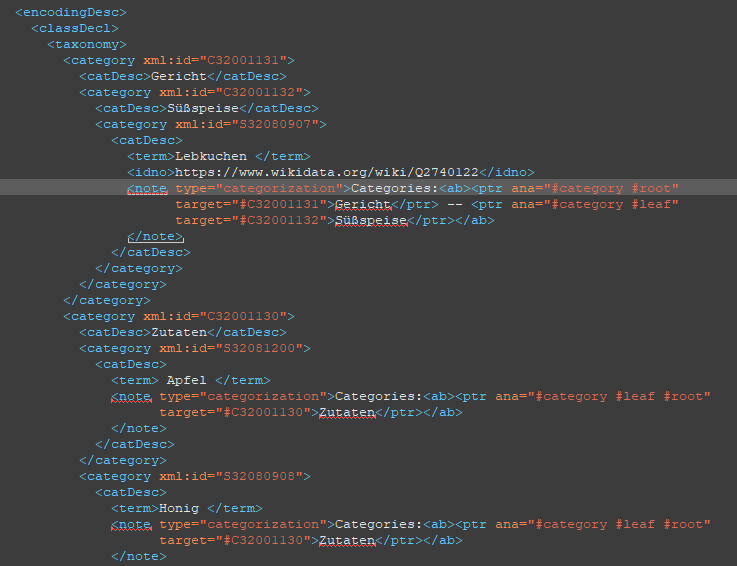 <encodingDesc>
<classDecl>
<taxonomy>
<category xml:id="C32001131">
<catDesc>Gericht</catDesc>
<category xml:id="C32001132">
<catDesc>Süßspeise</catDesc>
<category xml:id="S32080907">
<catDesc>
<term>Lebkuchen </term>
<idno>https://www.wikidata.org/wiki/Q2740122</idno>
<note type="categorization">Categories:<ab><ptr ana="#category #root"
target="#C32001131">Gericht</ptr> -- <ptr ana="#category #leaf"
target="#C32001132">Süßspeise</ptr></ab>
</note>
</catDesc>
</category>
</category>
</category>
<category xml:id="C32001130">
<catDesc>Zutaten</catDesc>
<category xml:id="S32081200">
<catDesc>
<term> Apfel </term>
<note type="categorization">Categories:<ab><ptr ana="#category #leaf #root"
target="#C32001130">Zutaten</ptr></ab>
</note>
</catDesc>
</category>
<category xml:id="S32080908">
<catDesc>
<term>Honig </term>
<note type="categorization">Categories:<ab><ptr ana="#category #leaf #root"
target="#C32001130">Zutaten</ptr></ab>
</note>